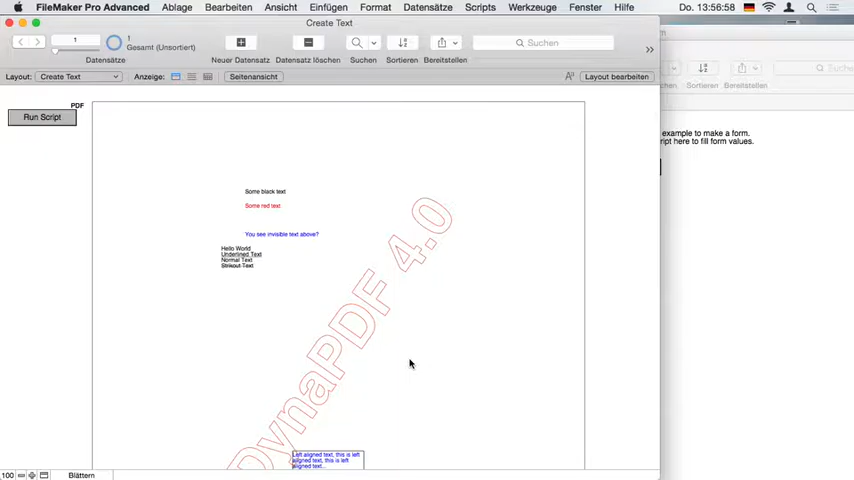 FileMaker Pro Advanced Ablage Bearbeiten Ansicht Einfügen Format Datensätze Scripts Werkzeuge Fenster Hilfe Do. 13:56:58
Create Text
1
1
Gesamt (Unsortiert)
Datensätze
Neuer Datensatz
Datensatz löschen
Suchen
Sortieren
Bereitstellen
Suchen
Sortieren Bereitstellen
Layout: Create Text
Anzeige:
Seitenansicht
Layout bearbeiten
PDF
Run Script
example to make a form.
ript here to fill form values.
Some black text
Some red text
You see invisible text above?
Hello World
Underlined Text
Normal Text
Strikout Text
DynaPDF 4.0
Left aligned text, this is left
aligned text, this is left
aligned text...
100
Blättern